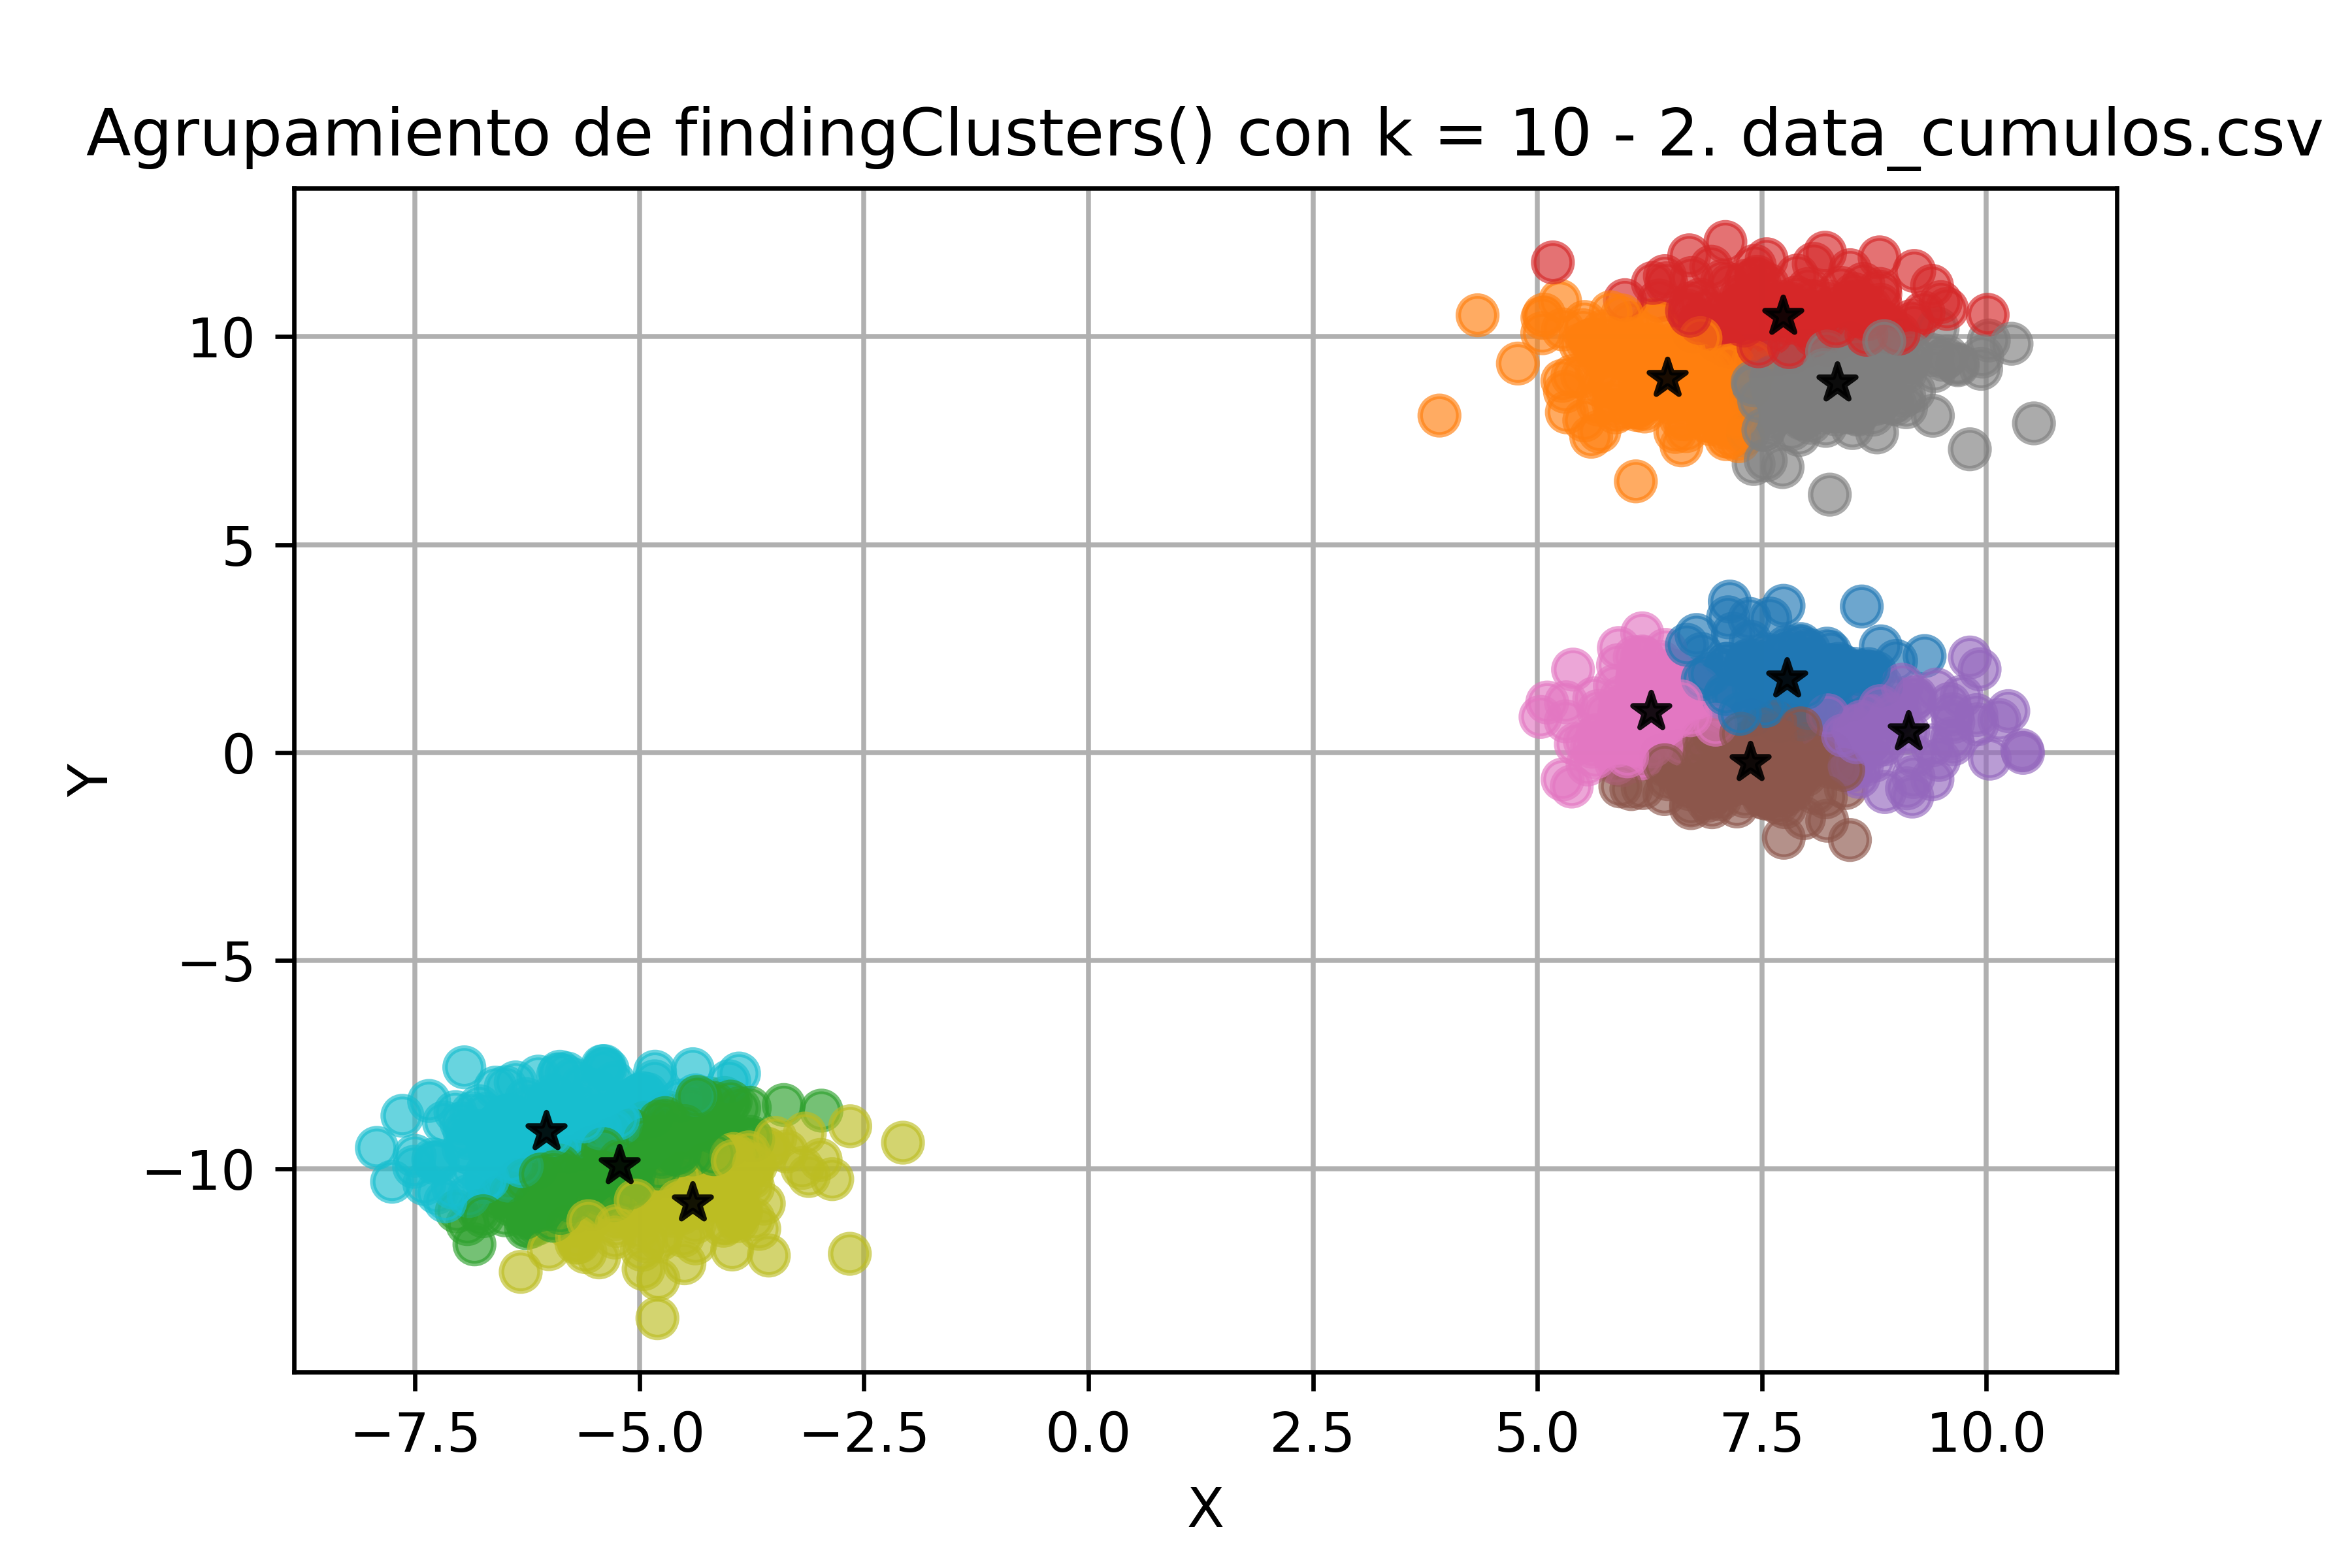 Agrupamiento de findingClusters() con k = 10 - 2. data_cumulos.csv
10
5
0
−5
−10
Y
−7.5 −5.0 −2.5 0.0 2.5 5.0 7.5 10.0
X